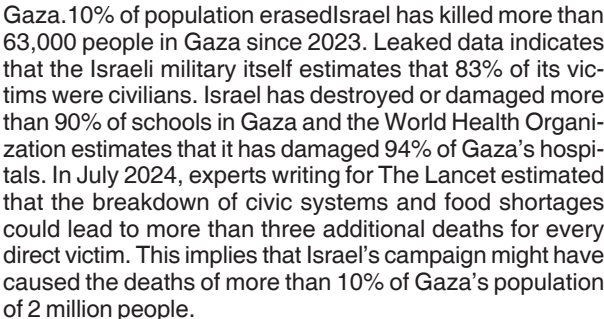 Gaza.10% of population erasedIsrael has killed more than
63,000 people in Gaza since 2023. Leaked data indicates
that the Israeli military itself estimates that 83% of its vic-
tims were civilians. Israel has destroyed or damaged more
than 90% of schools in Gaza and the World Health Organi-
zation estimates that it has damaged 94% of Gaza's hospi-
tals. In July 2024, experts writing for The Lancet estimated
that the breakdown of civic systems and food shortages
could lead to more than three additional deaths for every
direct victim. This implies that Israel's campaign might have
caused the deaths of more than 10% of Gaza's population
of 2 million people.